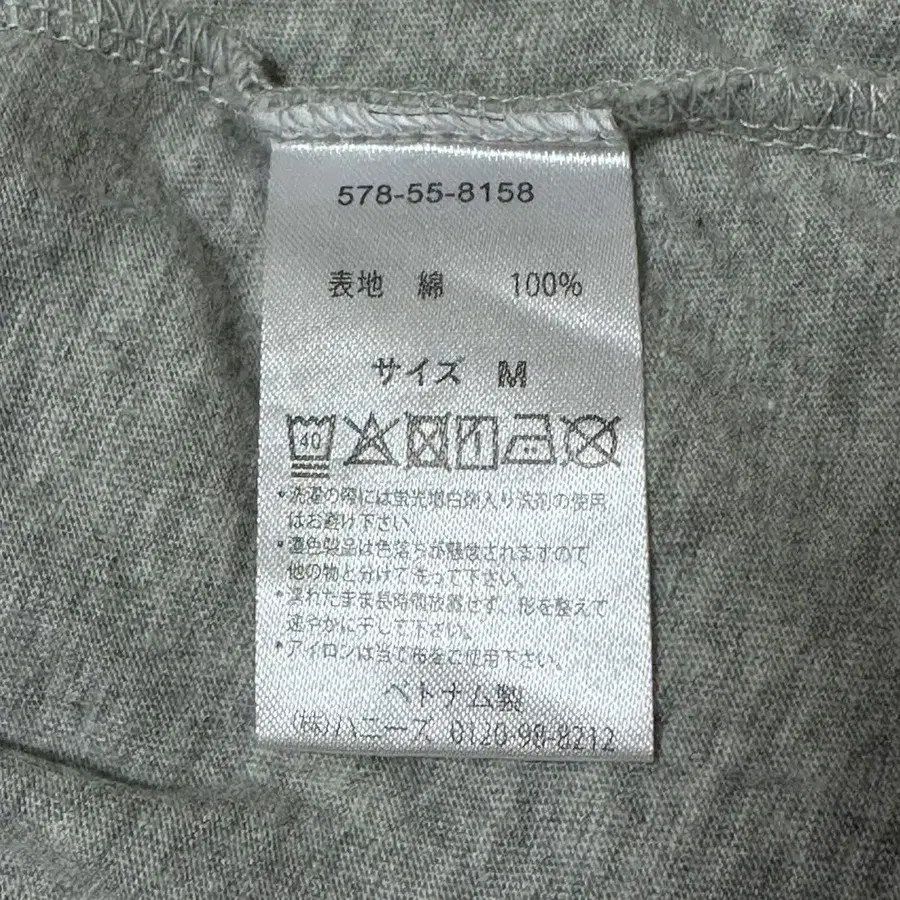 578-55-8158
表地 綿 100%
サイズ M
40
・洗濯の際には蛍光増白剤入り洗剤の使用
はお避け下さい。
・濃色製品は色落ちが懸念されますので
他の物と分けて洗って下さい。
・濡れたまま長時間放置せず、形を整えて
速やかに干して下さい。
・アイロンは当て布をご使用下さい。
ベトナム製
(株)ハニーズ 0120-98-8212